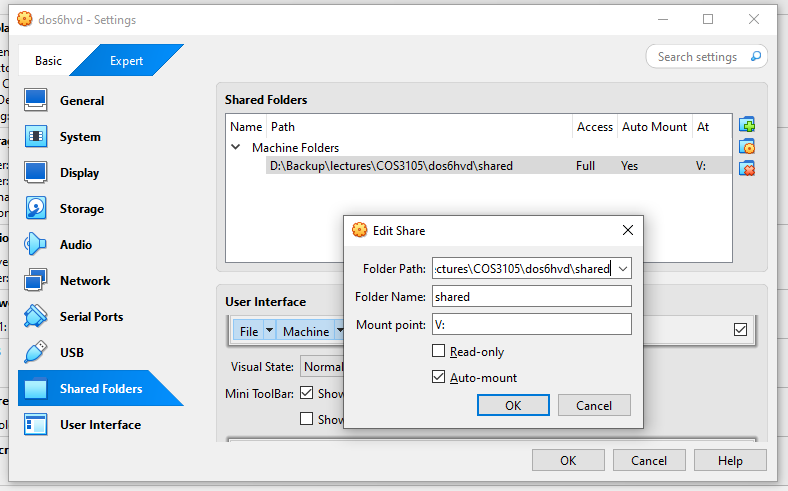 dos6hvd - Settings
Basic
Expert
Search settings
General
System
Display
Storage
Audio
Network
Serial Ports
USB
Shared Folders
User Interface
Shared Folders
Name Path Access Auto Mount At
Machine Folders
D:\Backup\lectures\COS3105\dos6hvd\shared Full Yes V:
Edit Share
Folder Path: :ctures\COS3105\dos6hvd\shared
Folder Name: shared
Mount point: V:
Read-only
Auto-mount
OK Cancel
User Interface
File Machine
Visual State: Normal
Mini ToolBar: Show
Show
OK Cancel Help